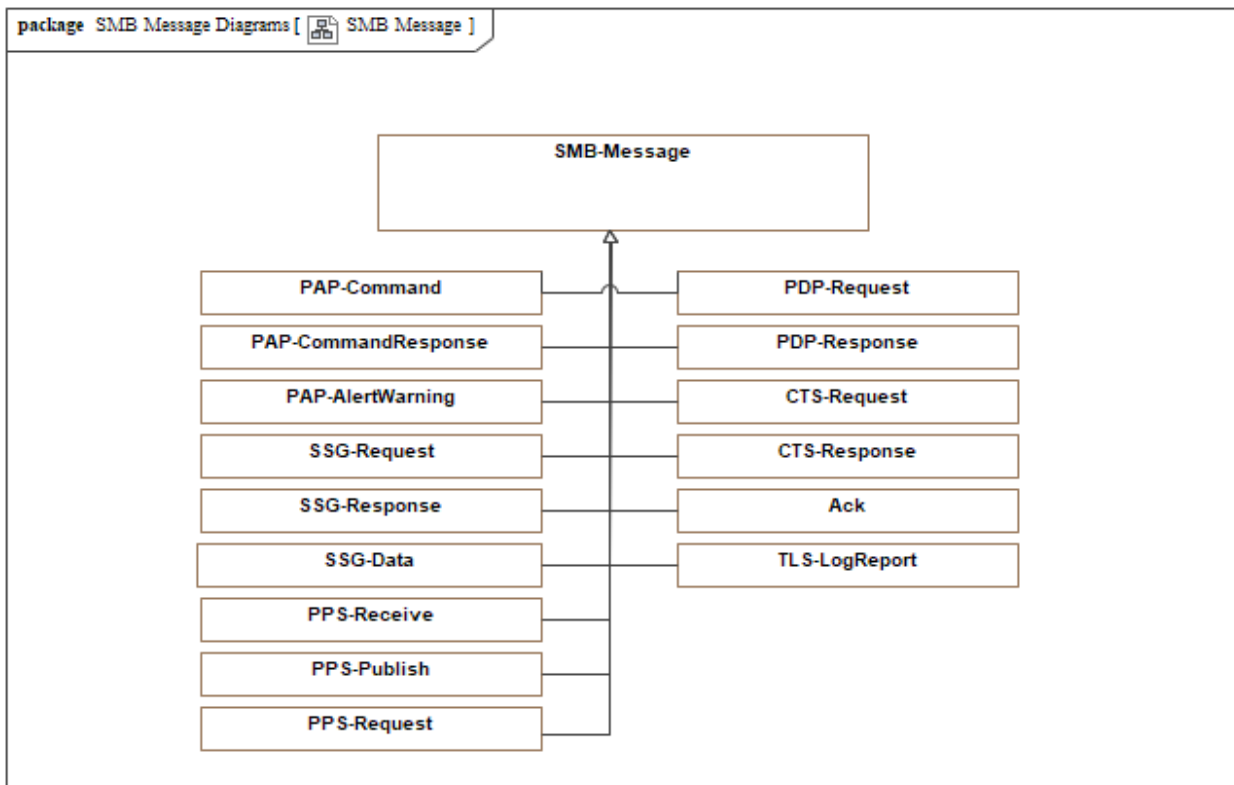 package SMB Message Diagrams [ SMB Message ]
SMB-Message
PAP-Command
PDP-Request
PAP-CommandResponse
PDP-Response
PAP-AlertWarning
CTS-Request
SSG-Request
CTS-Response
SSG-Response
Ack
SSG-Data
TLS-LogReport
PPS-Receive
PPS-Publish
PPS-Request